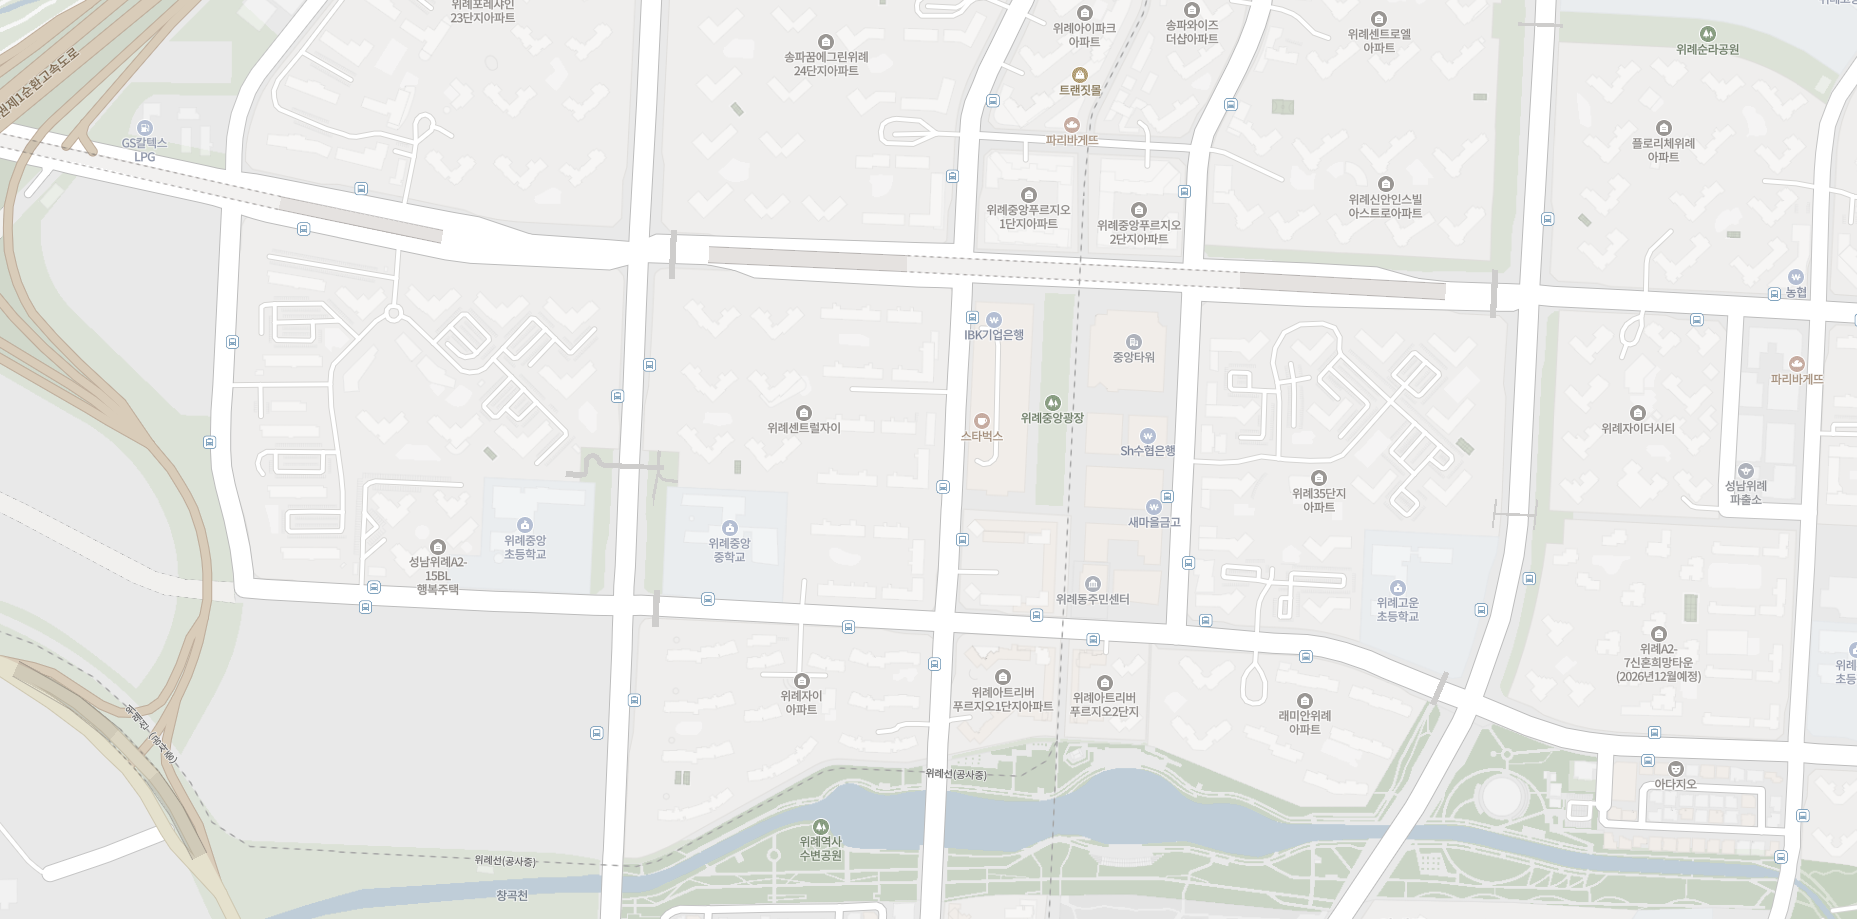 위례포레샤인
23단지아파트
송파꿈에그린위례
24단지아파트
위례아이파크
아파트
송파와이즈
더샵아파트
위례센트로엘
아파트
위례순라공원
트랜짓몰
파리바게뜨
GS칼텍스
LPG
플로리체위례
아파트
위례중앙푸르지오
1단지아파트
위례중앙푸르지오
2단지아파트
위례신안인스빌
아스트로아파트
농협
IBK기업은행
중앙타워
파리바게뜨
위례센트럴자이
스타벅스
위례중앙광장
Sh수협은행
위례자이더시티
위례35단지
아파트
성남위례
파출소
새마을금고
위례중앙
초등학교
위례중앙
중학교
성남위례A2-
15BL
행복주택
위례동주민센터
위례고운
초등학교
위례A2-
7신혼희망타운
(2026년12월예정)
위례자이
아파트
위례아트리버
푸르지오1단지아파트
위례아트리버
푸르지오2단지
래미안위례
아파트
위례선(공사중)
위례선(공사중)
아다지오
위례역사
수변공원
위례선(공사중)
창곡천